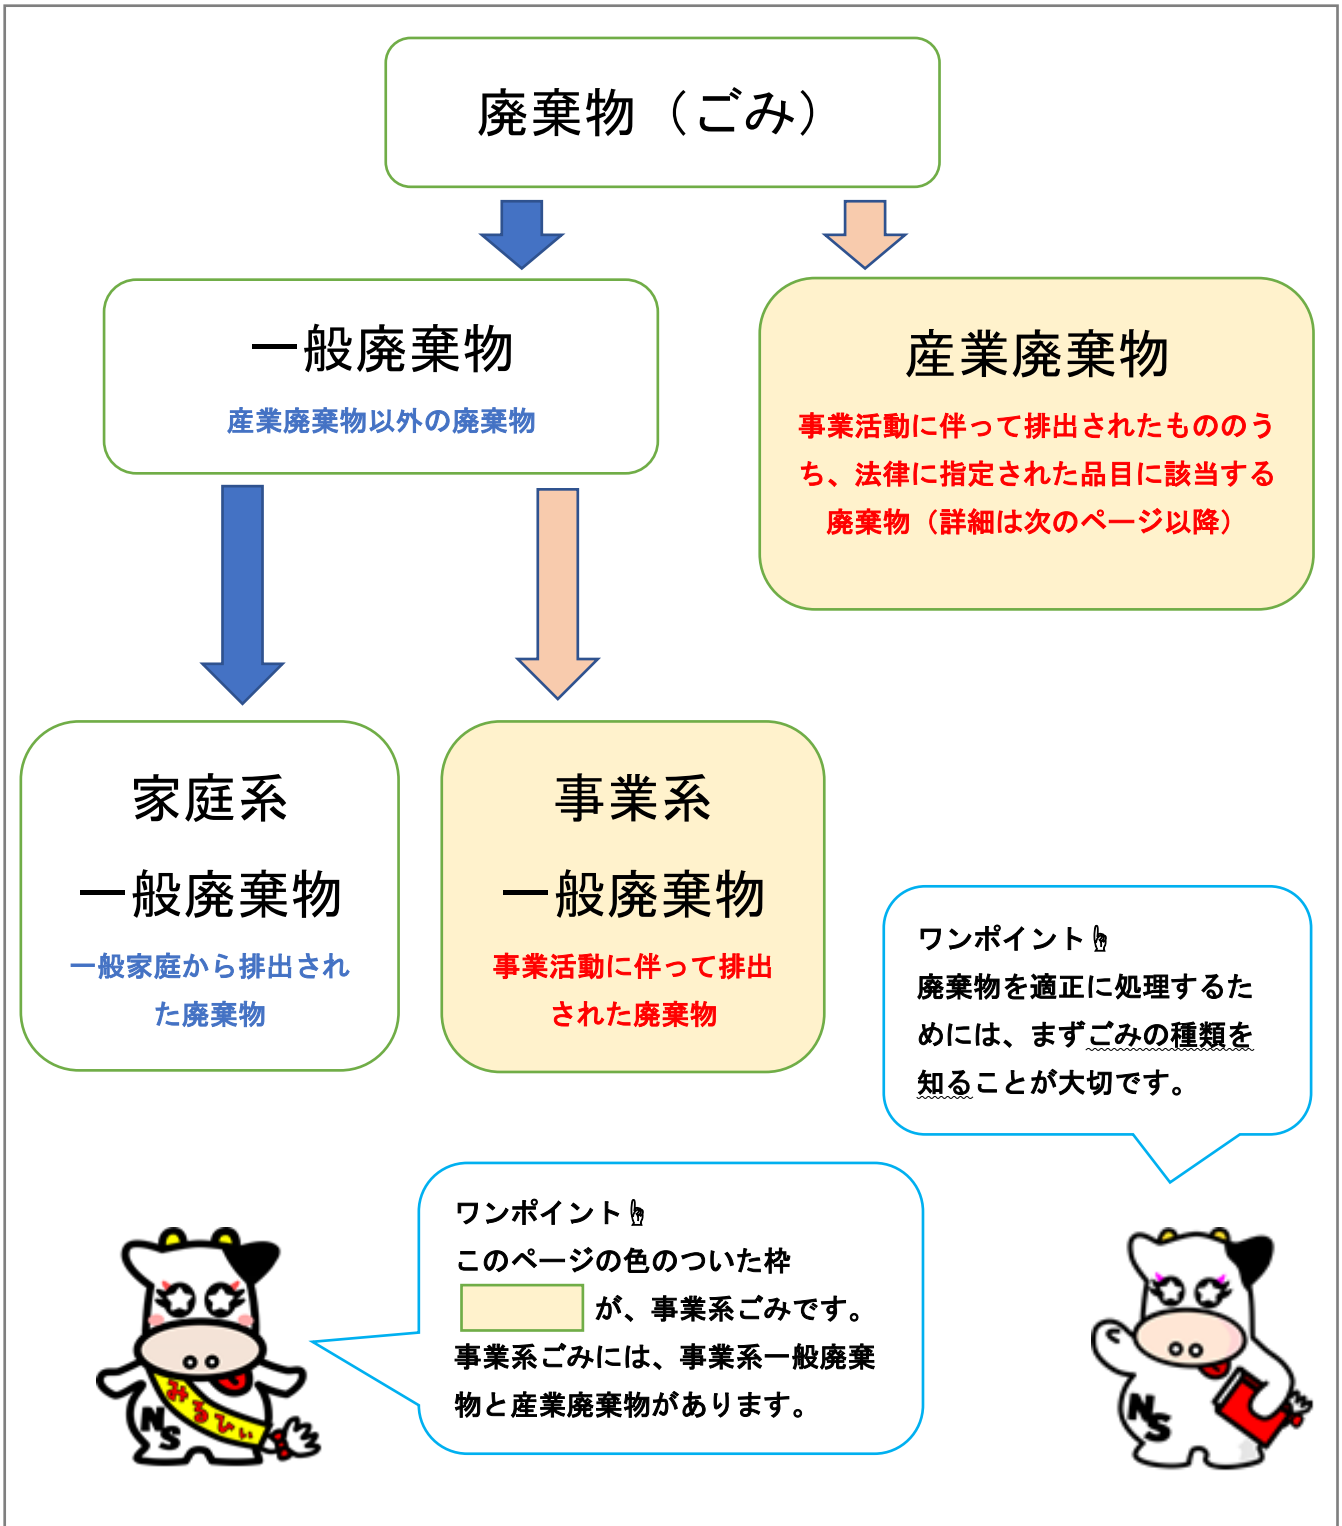 廃棄物（ごみ）
一般廃棄物
産業廃棄物以外の廃棄物
産業廃棄物
事業活動に伴って排出されたもののう
ち、法律に指定された品目に該当する
廃棄物（詳細は次のページ以降）
家庭系
一般廃棄物
一般家庭から排出され
た廃棄物
事業系
一般廃棄物
事業活動に伴って排出
された廃棄物
ワンポイント☝
廃棄物を適正に処理するた
めには、まずごみの種類を
知ることが大切です。
ワンポイント☝
このページの色のついた枠
が、事業系ごみです。
事業系ごみには、事業系一般廃棄
物と産業廃棄物があります。
みるひぃ
NS
NS